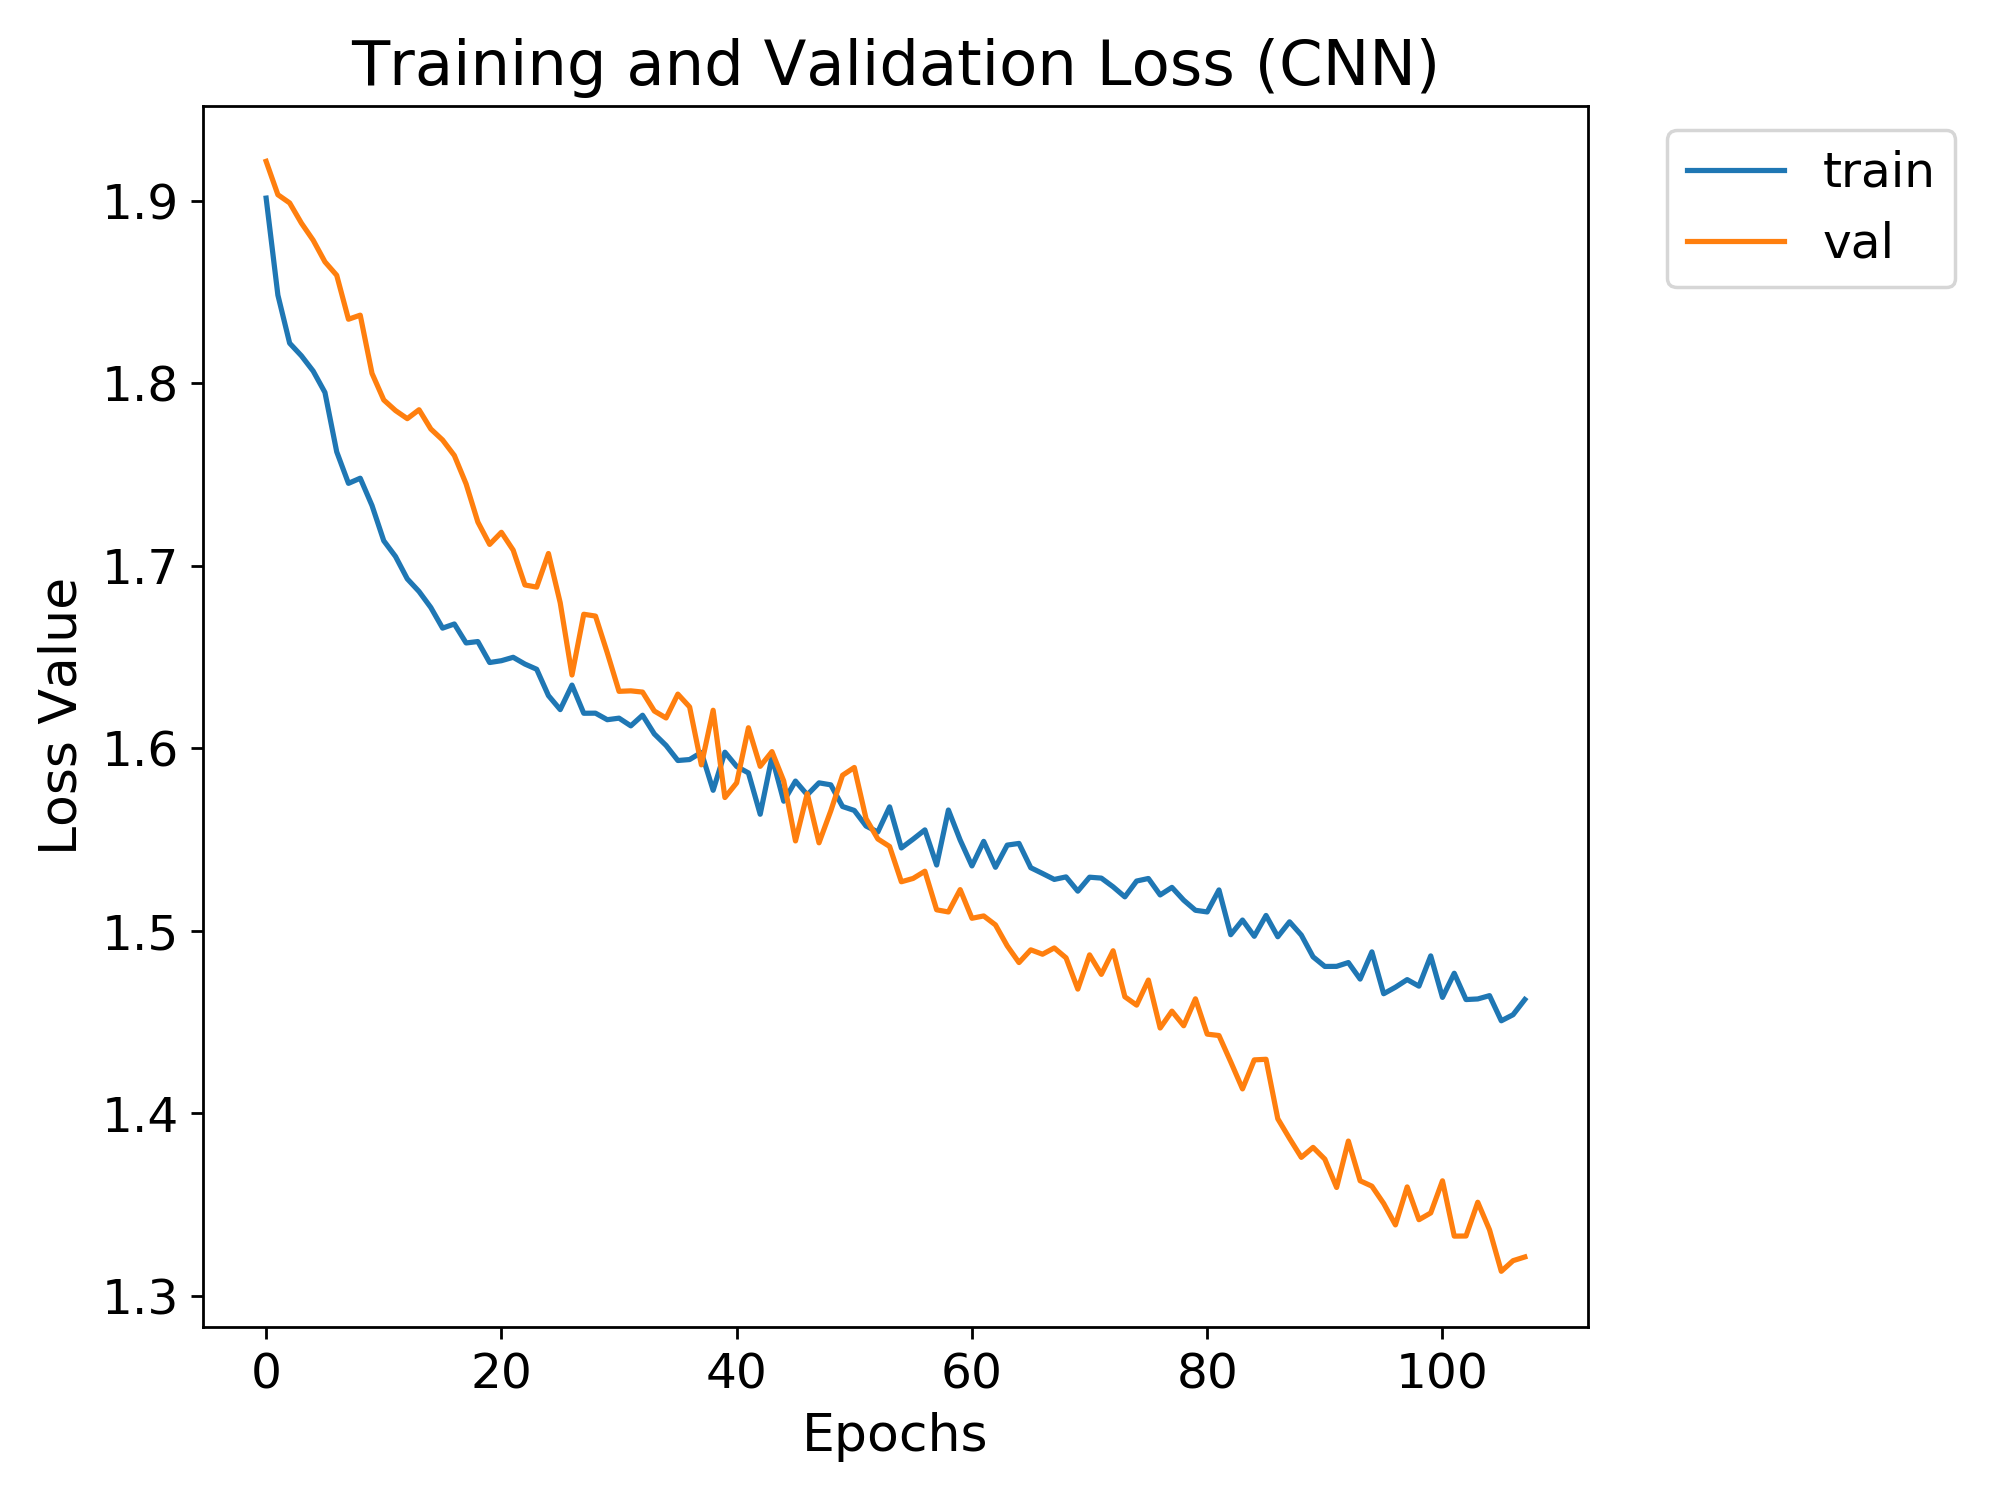 Training and Validation Loss (CNN)
train
val
Loss Value
1.9
1.8
1.7
1.6
1.5
1.4
1.3
0 20 40 60 80 100
Epochs